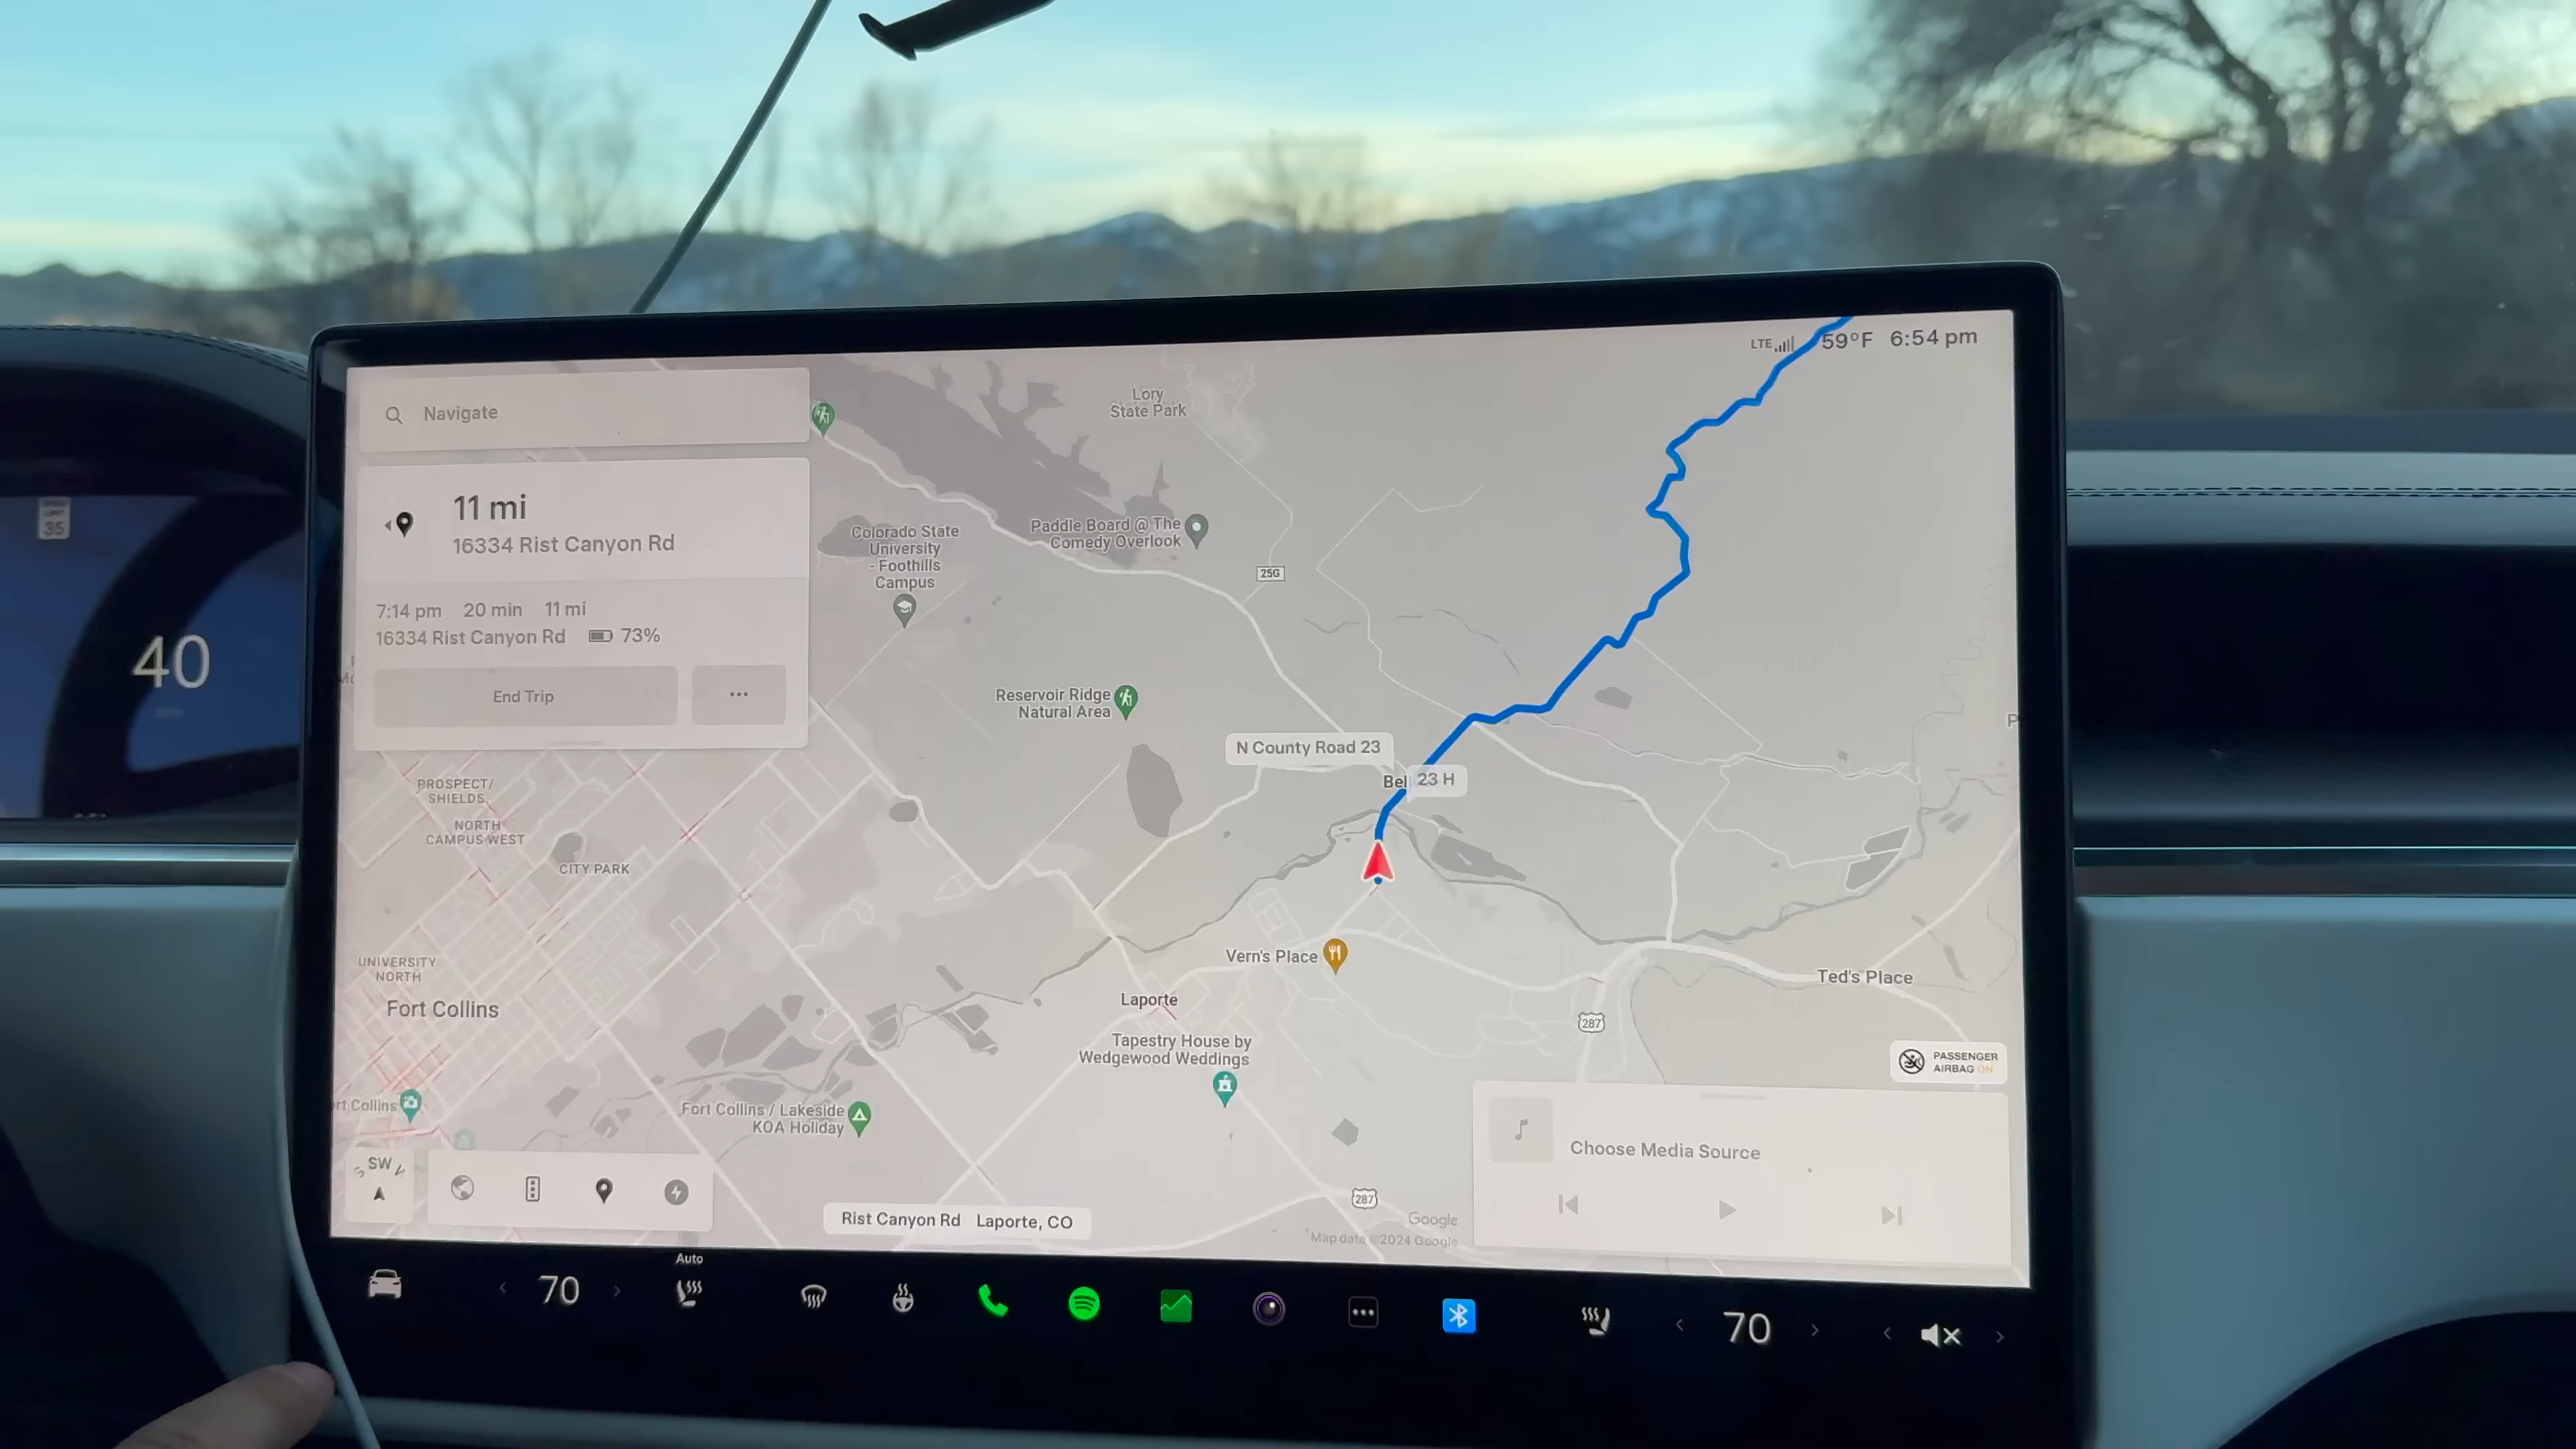 LTE 59°F 6:54 pm
Navigate
11 mi
16334 Rist Canyon Rd
7:14 pm 20 min 11 mi
16334 Rist Canyon Rd 73%
End Trip
...
SPEED
LIMIT
35
40
Lory
State Park
Colorado State
University
- Foothills
Campus
Paddle Board @ The
Comedy Overlook
25G
Reservoir Ridge
Natural Area
N County Road 23
Bel
23 H
P
PROSPECT/
SHIELDS
NORTH
CAMPUS WEST
CITY PARK
UNIVERSITY
NORTH
Fort Collins
Vern's Place
Laporte
Ted's Place
287
Tapestry House by
Wedgewood Weddings
PASSENGER
AIRBAG ON
rt Collins
Fort Collins / Lakeside
KOA Holiday
Choose Media Source
S SW
287
Rist Canyon Rd Laporte, CO
Google
Map data ©2024 Google
Auto
70
70